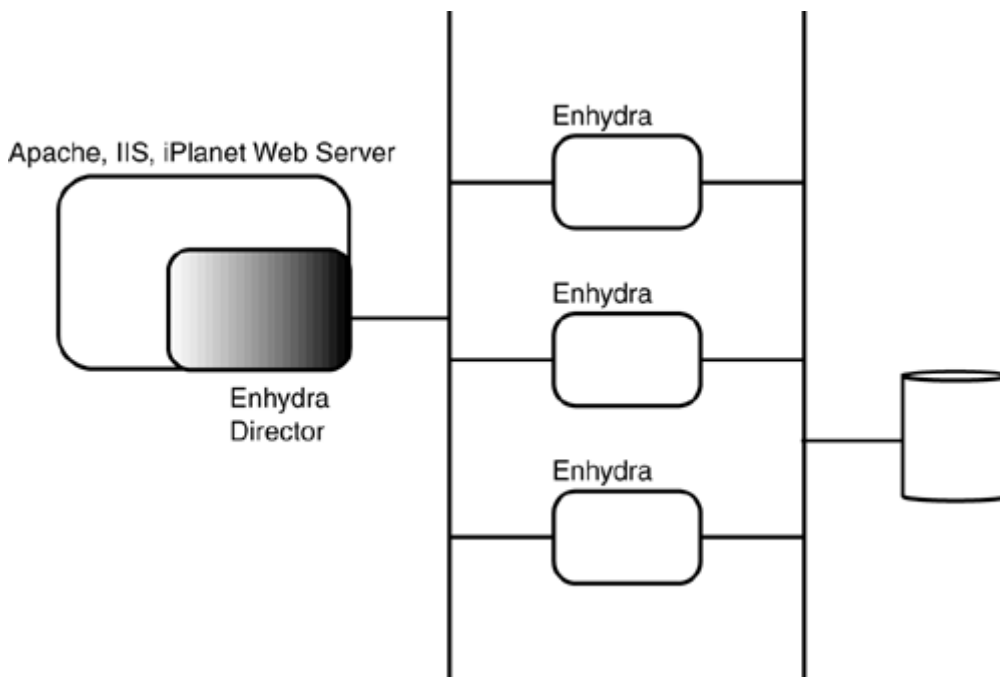 Apache, IIS, iPlanet Web Server
Enhydra
Director
Enhydra
Enhydra
Enhydra